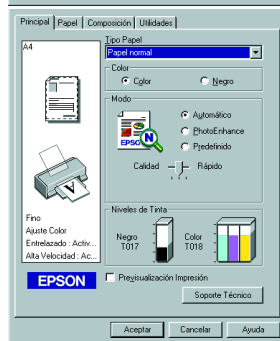 Principal Papel Composición Utilidades
A4
Tipo Papel
Papel normal
Color
Color Negro
Modo
Automático
PhotoEnhance
Predefinido
EPSON
Calidad Rápido
Fino
Ajuste Color
Entrelazado : Activ...
Alta Velocidad : Ac...
Niveles de Tinta
Negro
T017
Color
T018
EPSON
Previsualización Impresión
Soporte Técnico
Aceptar Cancelar Ayuda